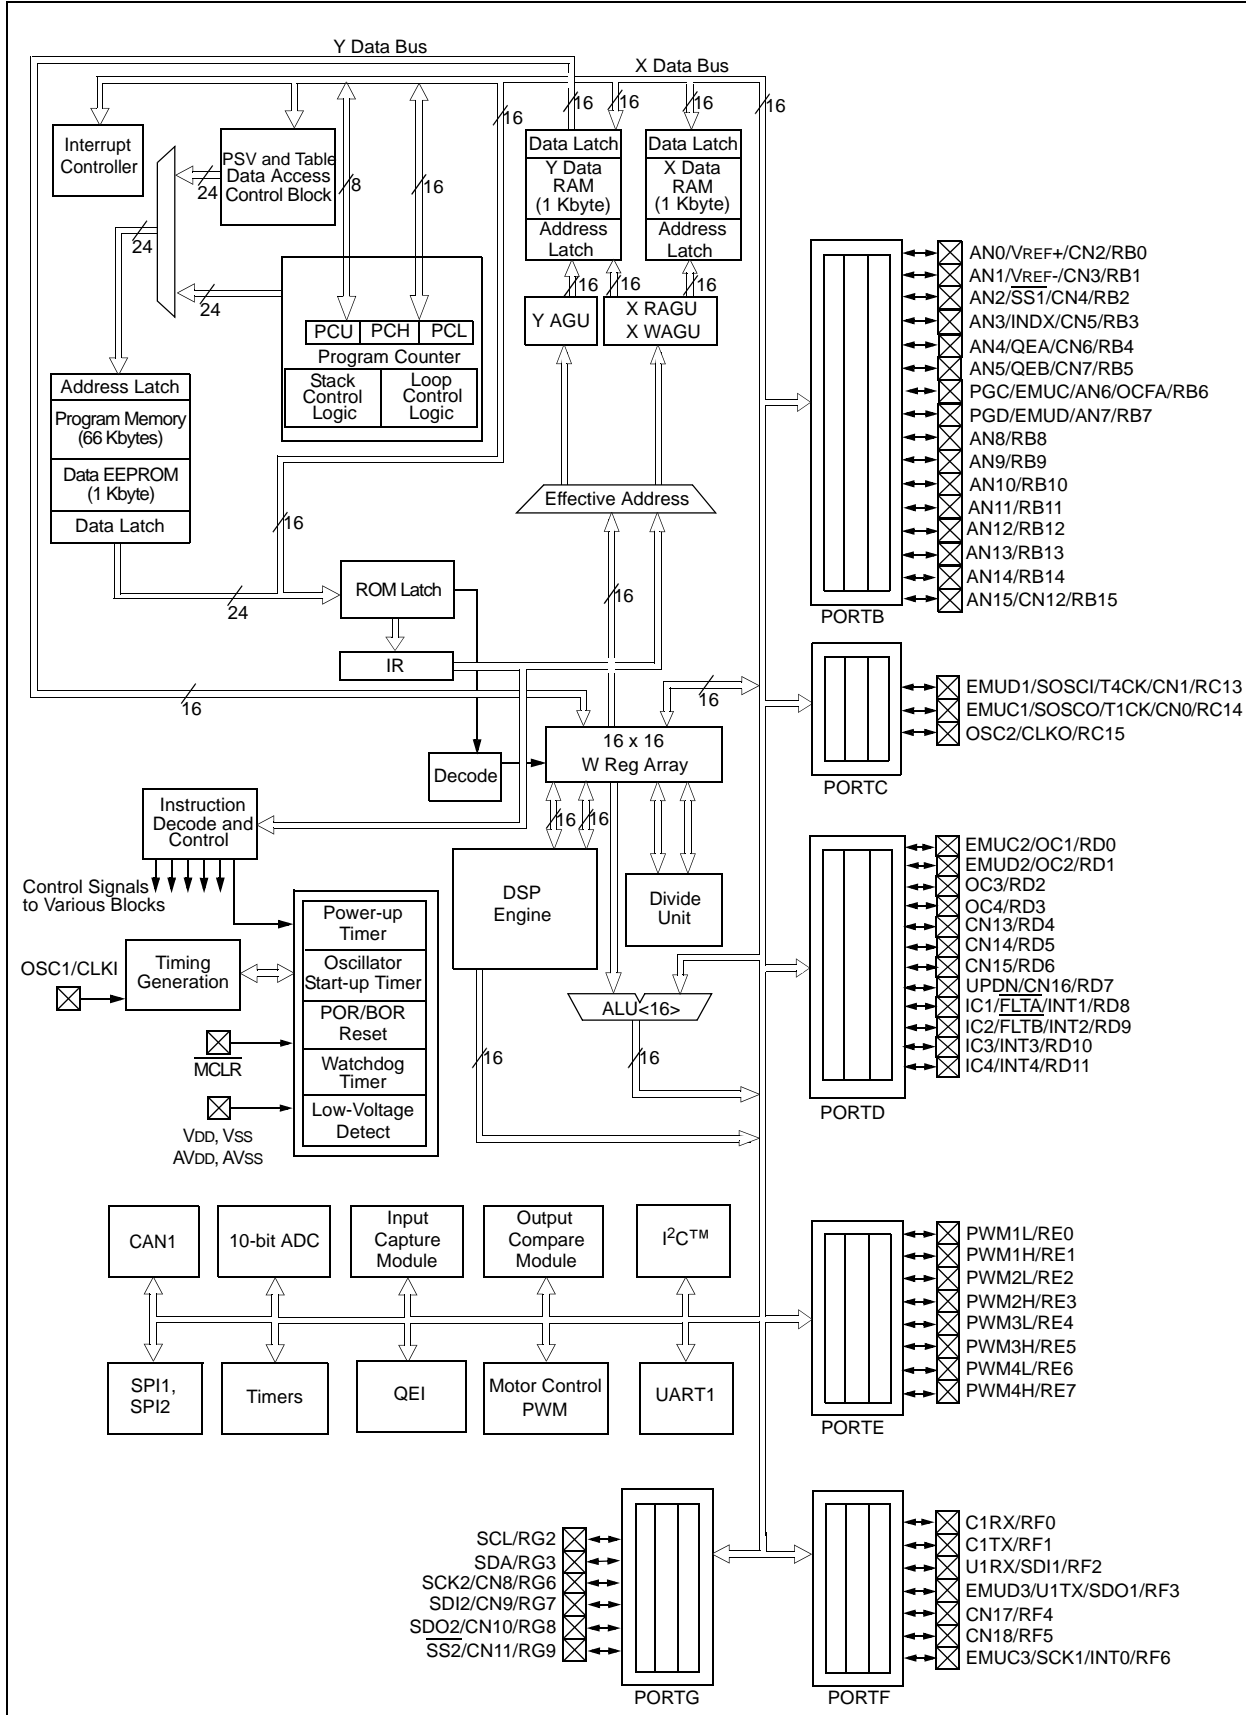 Y Data Bus
X Data Bus
16
16
16
16
16
Interrupt
Controller
PSV and Table
Data Access
Control Block
24
24
8
16
24
Data Latch
Y Data
RAM
(1 Kbyte)
Address
Latch
Data Latch
X Data
RAM
(1 Kbyte)
Address
Latch
16
16
16
Y AGU
X RAGU
X WAGU
PCU
PCH
PCL
Program Counter
Stack
Control
Logic
Loop
Control
Logic
Address Latch
Program Memory
(66 Kbytes)
Data EEPROM
(1 Kbyte)
Data Latch
Effective Address
16
24
ROM Latch
16
IR
16
16
16 x 16
W Reg Array
Decode
Instruction
Decode and
Control
Control Signals
to Various Blocks
16
16
DSP
Engine
Divide
Unit
Power-up
Timer
Oscillator
Start-up Timer
POR/BOR
Reset
Watchdog
Timer
Low-Voltage
Detect
OSC1/CLKI
Timing
Generation
MCLR
VDD, VSS
AVDD, AVSS
ALU<16>
16
16
CAN1
10-bit ADC
Input
Capture
Module
Output
Compare
Module
I²C™
SPI1,
SPI2
Timers
QEI
Motor Control
PWM
UART1
AN0/VREF+/CN2/RB0
AN1/VREF-/CN3/RB1
AN2/SS1/CN4/RB2
AN3/INDX/CN5/RB3
AN4/QEA/CN6/RB4
AN5/QEB/CN7/RB5
PGC/EMUC/AN6/OCFA/RB6
PGD/EMUD/AN7/RB7
AN8/RB8
AN9/RB9
AN10/RB10
AN11/RB11
AN12/RB12
AN13/RB13
AN14/RB14
AN15/CN12/RB15
PORTB
EMUD1/SOSCI/T4CK/CN1/RC13
EMUC1/SOSCO/T1CK/CN0/RC14
OSC2/CLKO/RC15
PORTC
EMUC2/OC1/RD0
EMUD2/OC2/RD1
OC3/RD2
OC4/RD3
CN13/RD4
CN14/RD5
CN15/RD6
UPDN/CN16/RD7
IC1/FLTA/INT1/RD8
IC2/FLTB/INT2/RD9
IC3/INT3/RD10
IC4/INT4/RD11
PORTD
PWM1L/RE0
PWM1H/RE1
PWM2L/RE2
PWM2H/RE3
PWM3L/RE4
PWM3H/RE5
PWM4L/RE6
PWM4H/RE7
PORTE
SCL/RG2
SDA/RG3
SCK2/CN8/RG6
SDI2/CN9/RG7
SDO2/CN10/RG8
SS2/CN11/RG9
PORTG
C1RX/RF0
C1TX/RF1
U1RX/SDI1/RF2
EMUD3/U1TX/SDO1/RF3
CN17/RF4
CN18/RF5
EMUC3/SCK1/INT0/RF6
PORTF